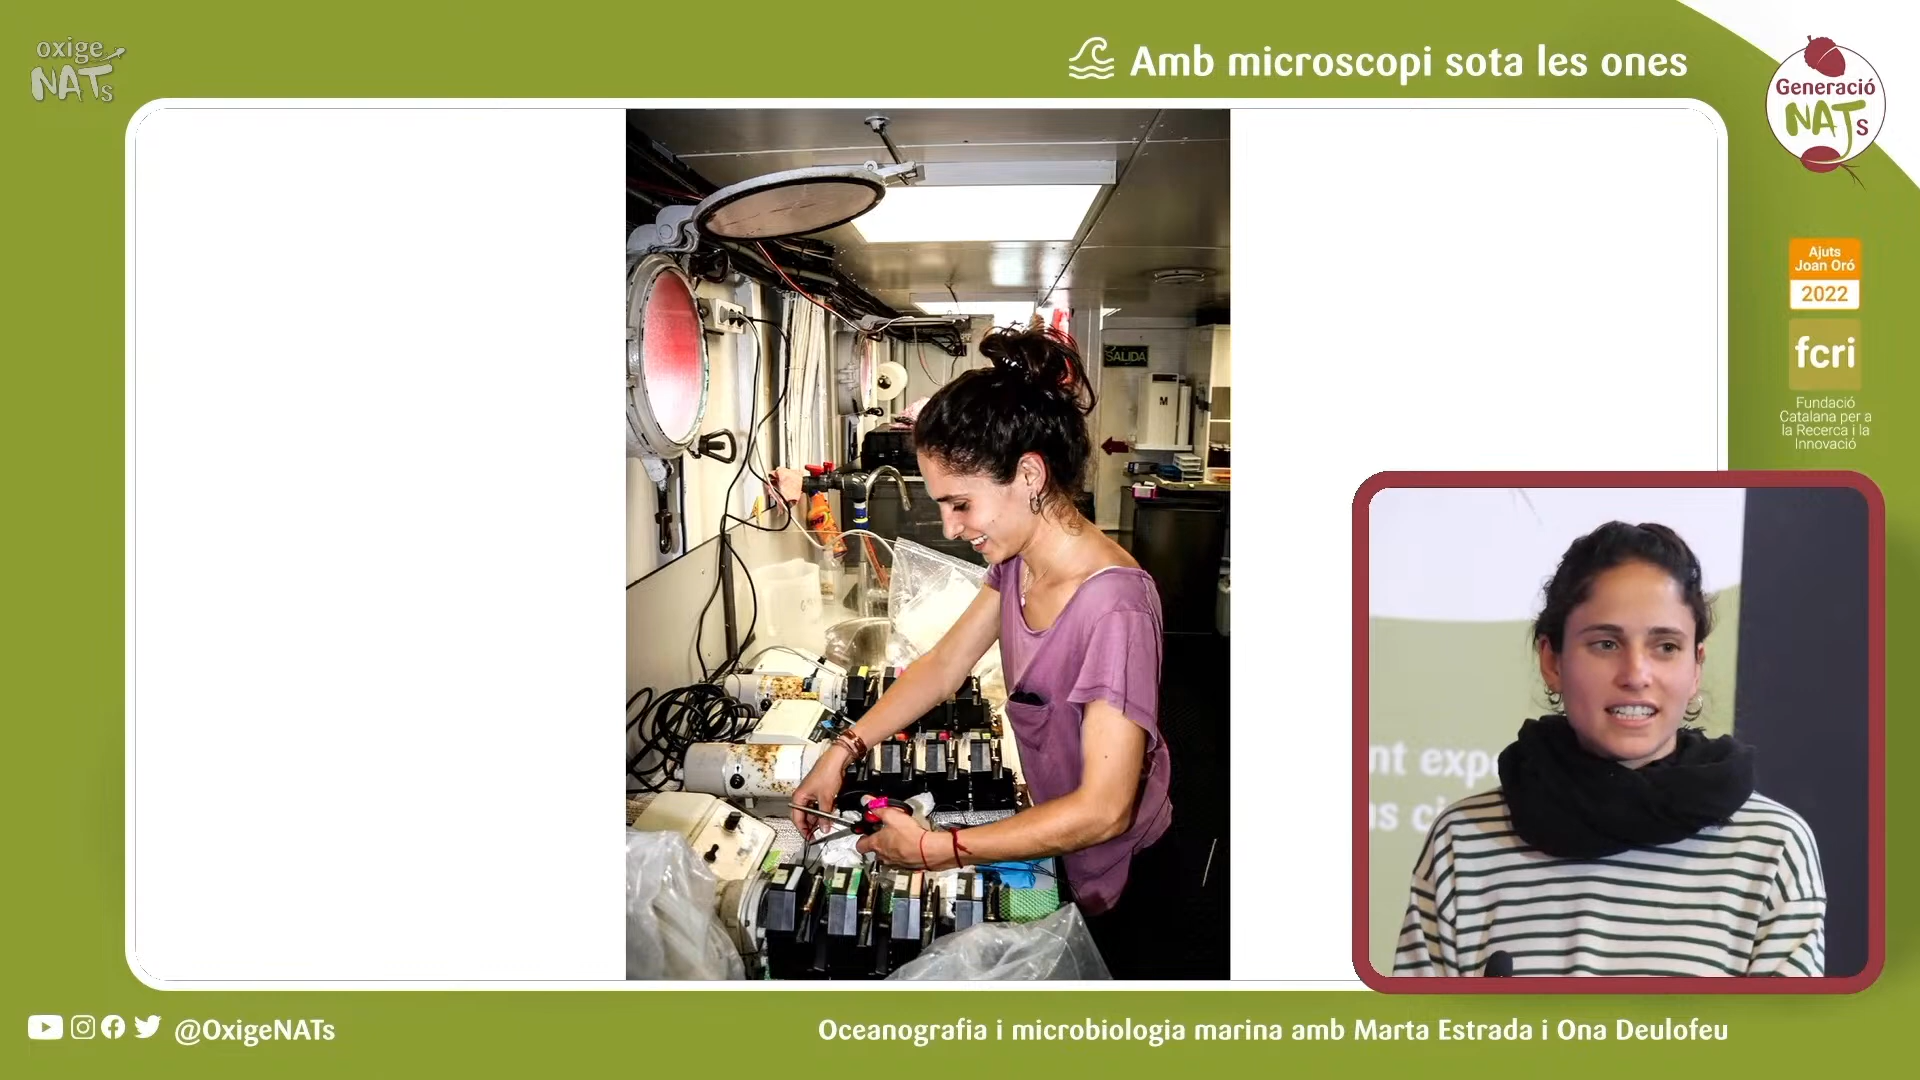 oxige
NATs
Amb microscopi sota les ones
Generació
NATs
Ajuts
Joan Oró
2022
fcri
Fundació
Catalana per a
la Recerca i la
Innovació
SALIDA
M
nt exp
s ci
@OxigeNATs
Oceanografia i microbiologia marina amb Marta Estrada i Ona Deulofeu